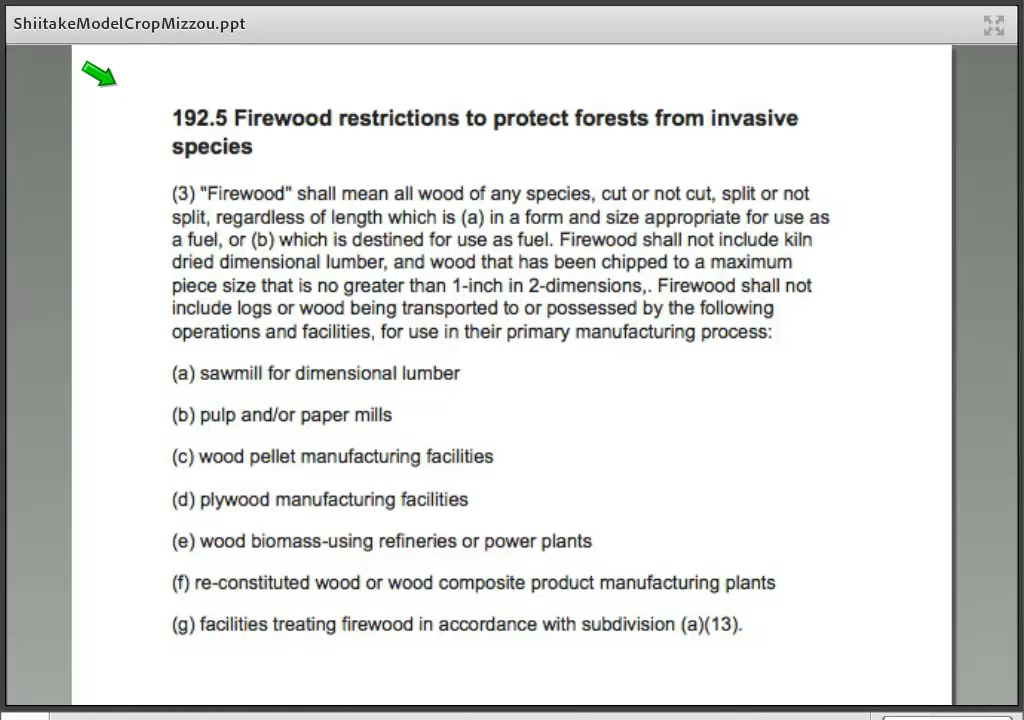 ShiitakeModelCropMizzou.ppt
192.5 Firewood restrictions to protect forests from invasive
species
(3) "Firewood" shall mean all wood of any species, cut or not cut, split or not
split, regardless of length which is (a) in a form and size appropriate for use as
a fuel, or (b) which is destined for use as fuel. Firewood shall not include kiln
dried dimensional lumber, and wood that has been chipped to a maximum
piece size that is no greater than 1-inch in 2-dimensions,. Firewood shall not
include logs or wood being transported to or possessed by the following
operations and facilities, for use in their primary manufacturing process:
(a) sawmill for dimensional lumber
(b) pulp and/or paper mills
(c) wood pellet manufacturing facilities
(d) plywood manufacturing facilities
(e) wood biomass-using refineries or power plants
(f) re-constituted wood or wood composite product manufacturing plants
(g) facilities treating firewood in accordance with subdivision (a)(13).